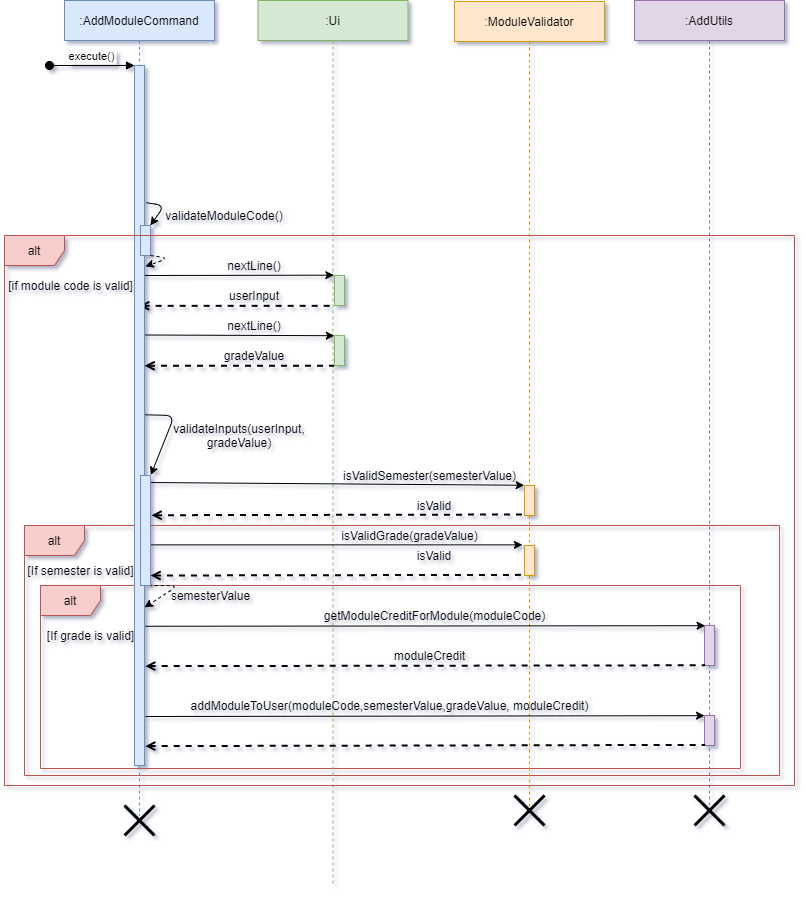 :AddModuleCommand
:Ui
:ModuleValidator
:AddUtils
execute()
validateModuleCode()
alt
[if module code is valid]
nextLine()
userInput
nextLine()
gradeValue
validateInputs(userInput,
gradeValue)
isValidSemester(semesterValue)
isValid
alt
isValidGrade(gradeValue)
isValid
[If semester is valid]
alt
semesterValue
getModuleCreditForModule(moduleCode)
[If grade is valid]
moduleCredit
addModuleToUser(moduleCode,semesterValue,gradeValue, moduleCredit)